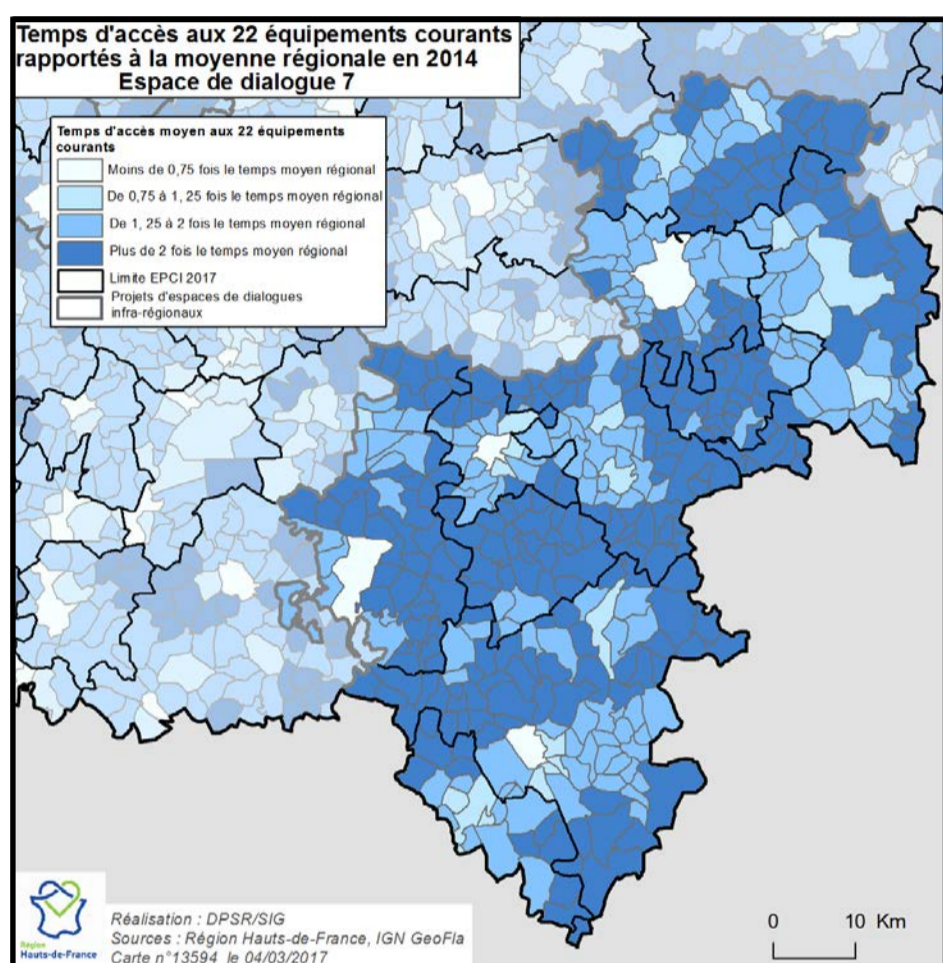 Temps d'accès aux 22 équipements courants
rapportés à la moyenne régionale en 2014
Espace de dialogue 7
Temps d'accès moyen aux 22 équipements
courants
Moins de 0,75 fois le temps moyen régional
De 0,75 à 1, 25 fois le temps moyen régional
De 1, 25 à 2 fois le temps moyen régional
Plus de 2 fois le temps moyen régional
Limite EPCI 2017
Projets d'espaces de dialogues
infra-régionaux
Région
Hauts-de-France
Réalisation : DPSR/SIG
Sources : Région Hauts-de-France, IGN GeoFla
Carte n°13594 le 04/03/2017
0 10 Km